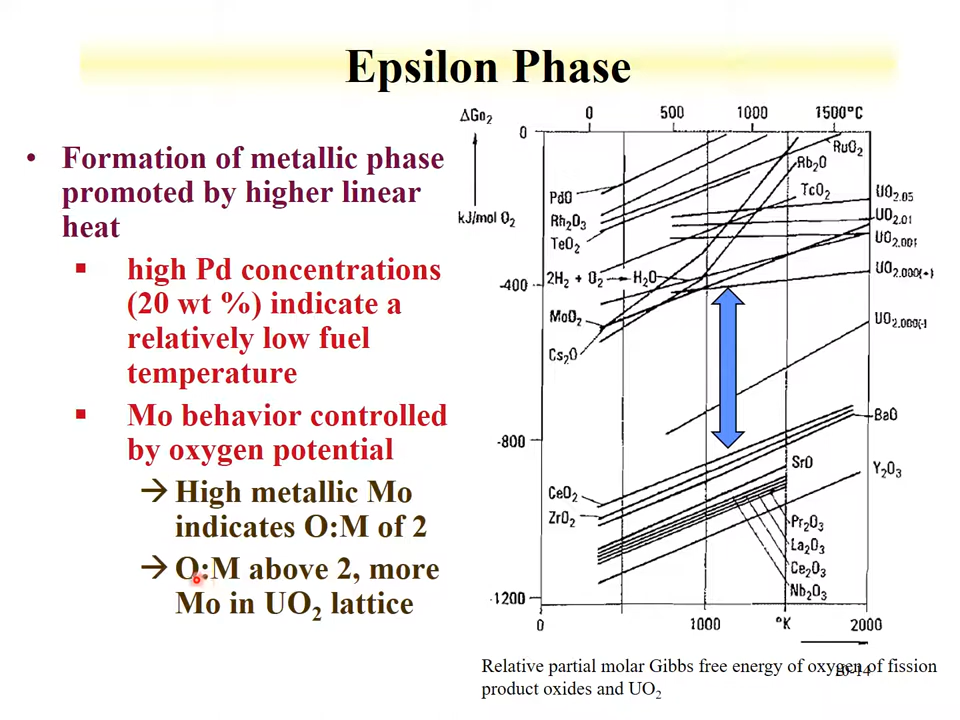 Epsilon Phase
• Formation of metallic phase
promoted by higher linear
heat
▪ high Pd concentrations
(20 wt %) indicate a
relatively low fuel
temperature
▪ Mo behavior controlled
by oxygen potential
→ High metallic Mo
indicates O:M of 2
→ O:M above 2, more
Mo in UO₂ lattice
ΔGO₂
kJ/mol O₂
0 500 1000 1500°C
0
-400
-800
-1200
PdO
Rh₂O₃
TeO₂
2H₂ + O₂ → H₂O
MoO₂
Cs₂O
CeO₂
ZrO₂
RuO₂
Rb₂O
TcO₂
UO₂.₀₅
UO₂.₀₁
UO₂.₀₀₁
UO₂.₀₀₀(+)
UO₂.₀₀₀(-)
BaO
SrO
Y₂O₃
Pr₂O₃
La₂O₃
Ce₂O₃
Nb₂O₃
0 1000 °K 2000
Relative partial molar Gibbs free energy of oxygen of fission
product oxides and UO₂
10-14